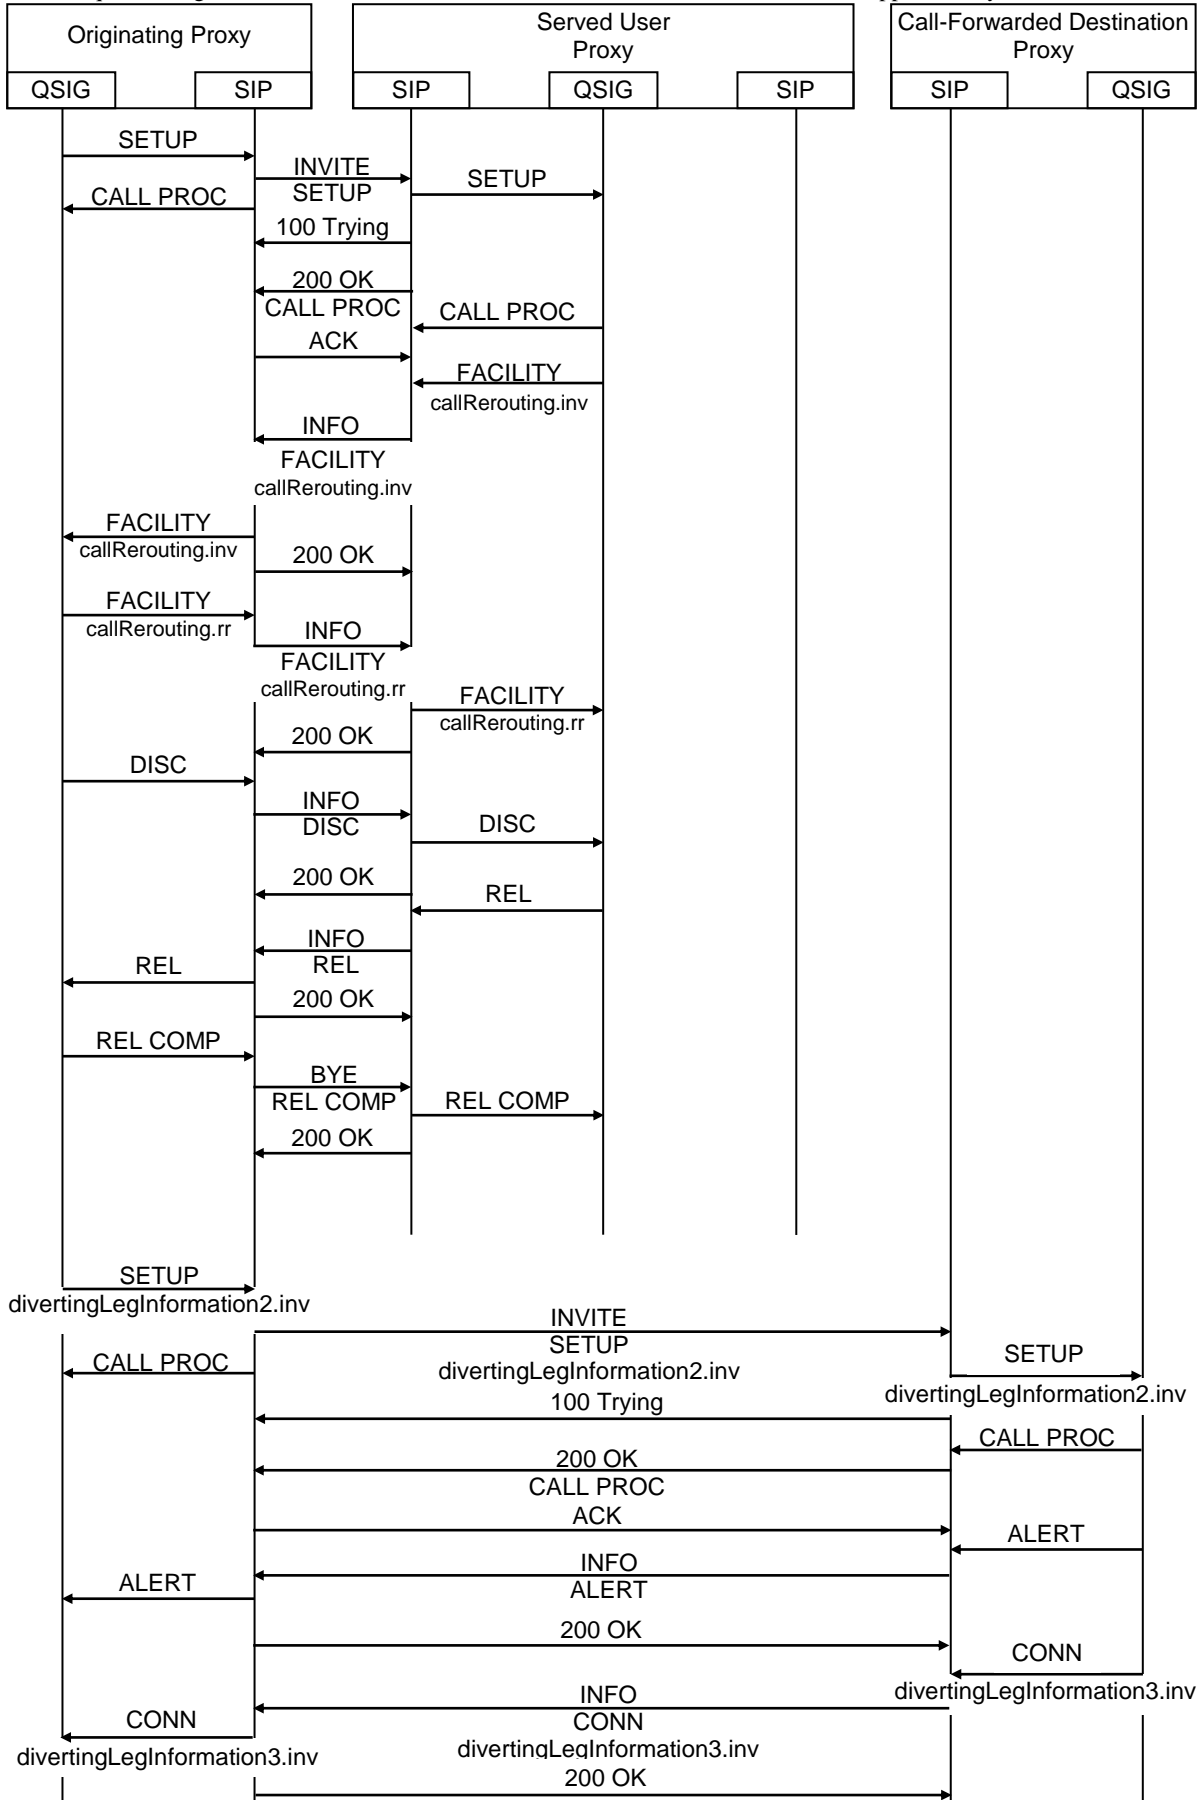 Originating Proxy
Served User
Proxy
Call-Forwarded Destination
Proxy
QSIG
SIP
SIP
QSIG
SIP
SIP
QSIG
SETUP
INVITE
SETUP
SETUP
CALL PROC
100 Trying
200 OK
CALL PROC
CALL PROC
ACK
FACILITY
callRerouting.inv
INFO
FACILITY
callRerouting.inv
FACILITY
callRerouting.inv
200 OK
FACILITY
callRerouting.rr
INFO
FACILITY
callRerouting.rr
FACILITY
callRerouting.rr
200 OK
DISC
INFO
DISC
DISC
200 OK
REL
INFO
REL
REL
200 OK
REL COMP
BYE
REL COMP
REL COMP
200 OK
SETUP
divertingLegInformation2.inv
INVITE
SETUP
divertingLegInformation2.inv
CALL PROC
SETUP
divertingLegInformation2.inv
100 Trying
CALL PROC
200 OK
CALL PROC
ACK
ALERT
INFO
ALERT
ALERT
200 OK
CONN
divertingLegInformation3.inv
INFO
CONN
divertingLegInformation3.inv
CONN
divertingLegInformation3.inv
200 OK